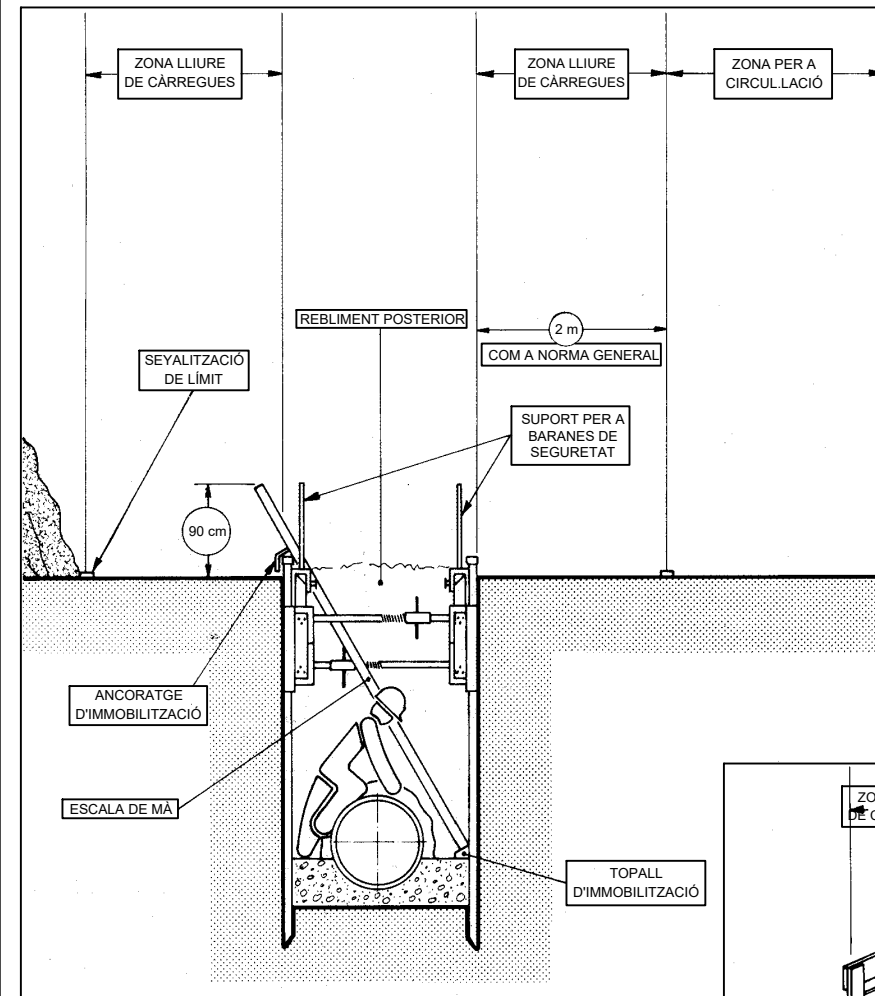 ZONA LLIURE
DE CÀRREGUES
ZONA LLIURE
DE CÀRREGUES
ZONA PER A
CIRCUL.LACIÓ
REBLIMENT POSTERIOR
2 m
COM A NORMA GENERAL
SEYALITZACIÓ
DE LÍMIT
SUPORT PER A
BARANES DE
SEGURETAT
90 cm
ANCORATGE
D'IMMOBILITZACIÓ
ESCALA DE MÀ
TOPALL
D'IMMOBILITZACIÓ